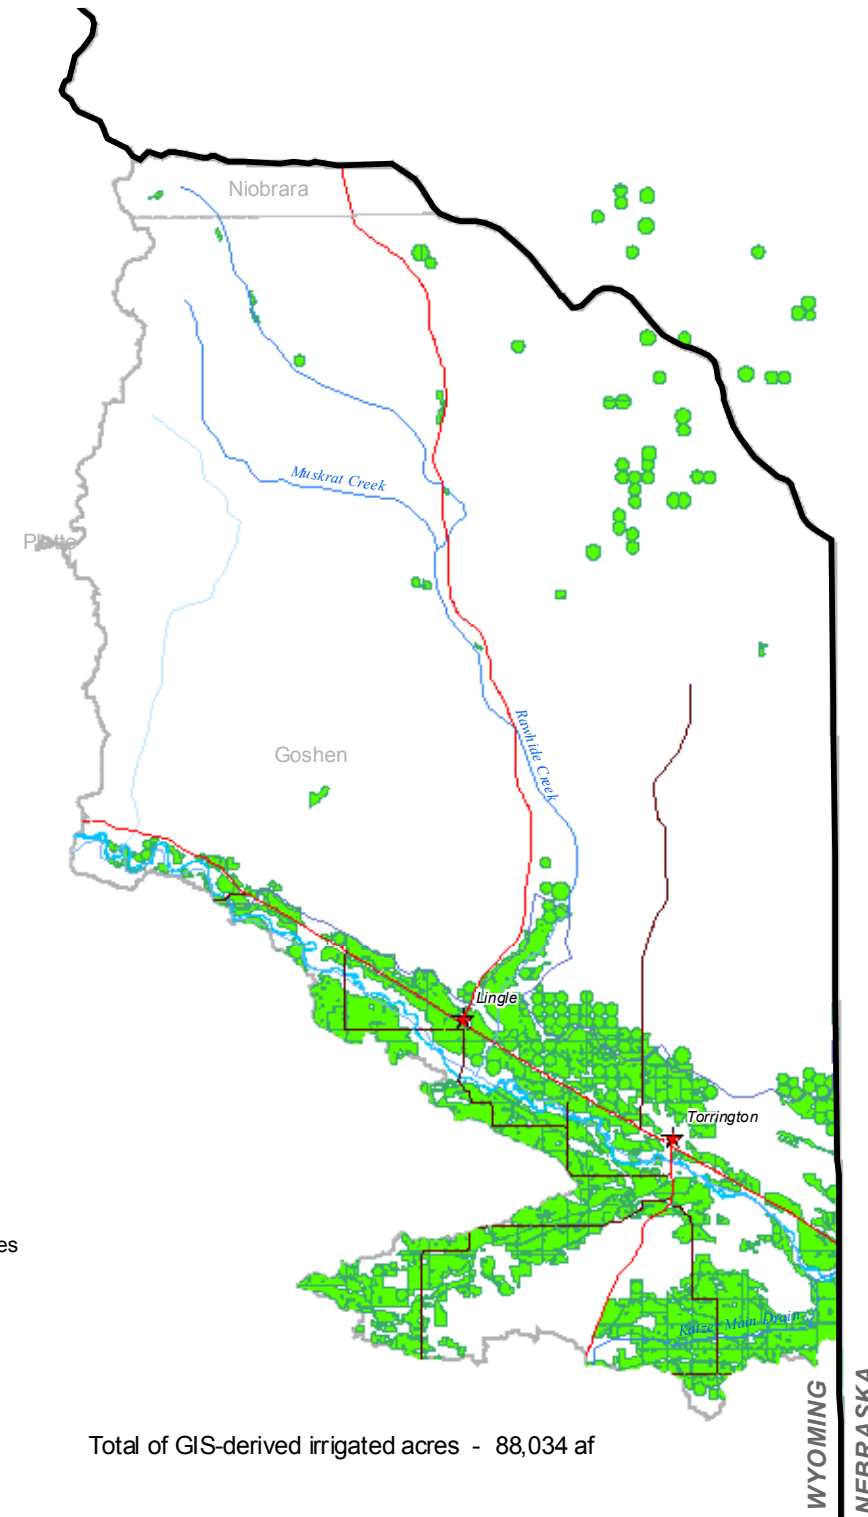 Niobrara
Muskrat Creek
Platte
Rawhide Creek
Goshen
Lingle
Torrington
es
Katzer Main Drain
Total of GIS-derived irrigated acres - 88,034 af
WYOMING
NEBRASKA